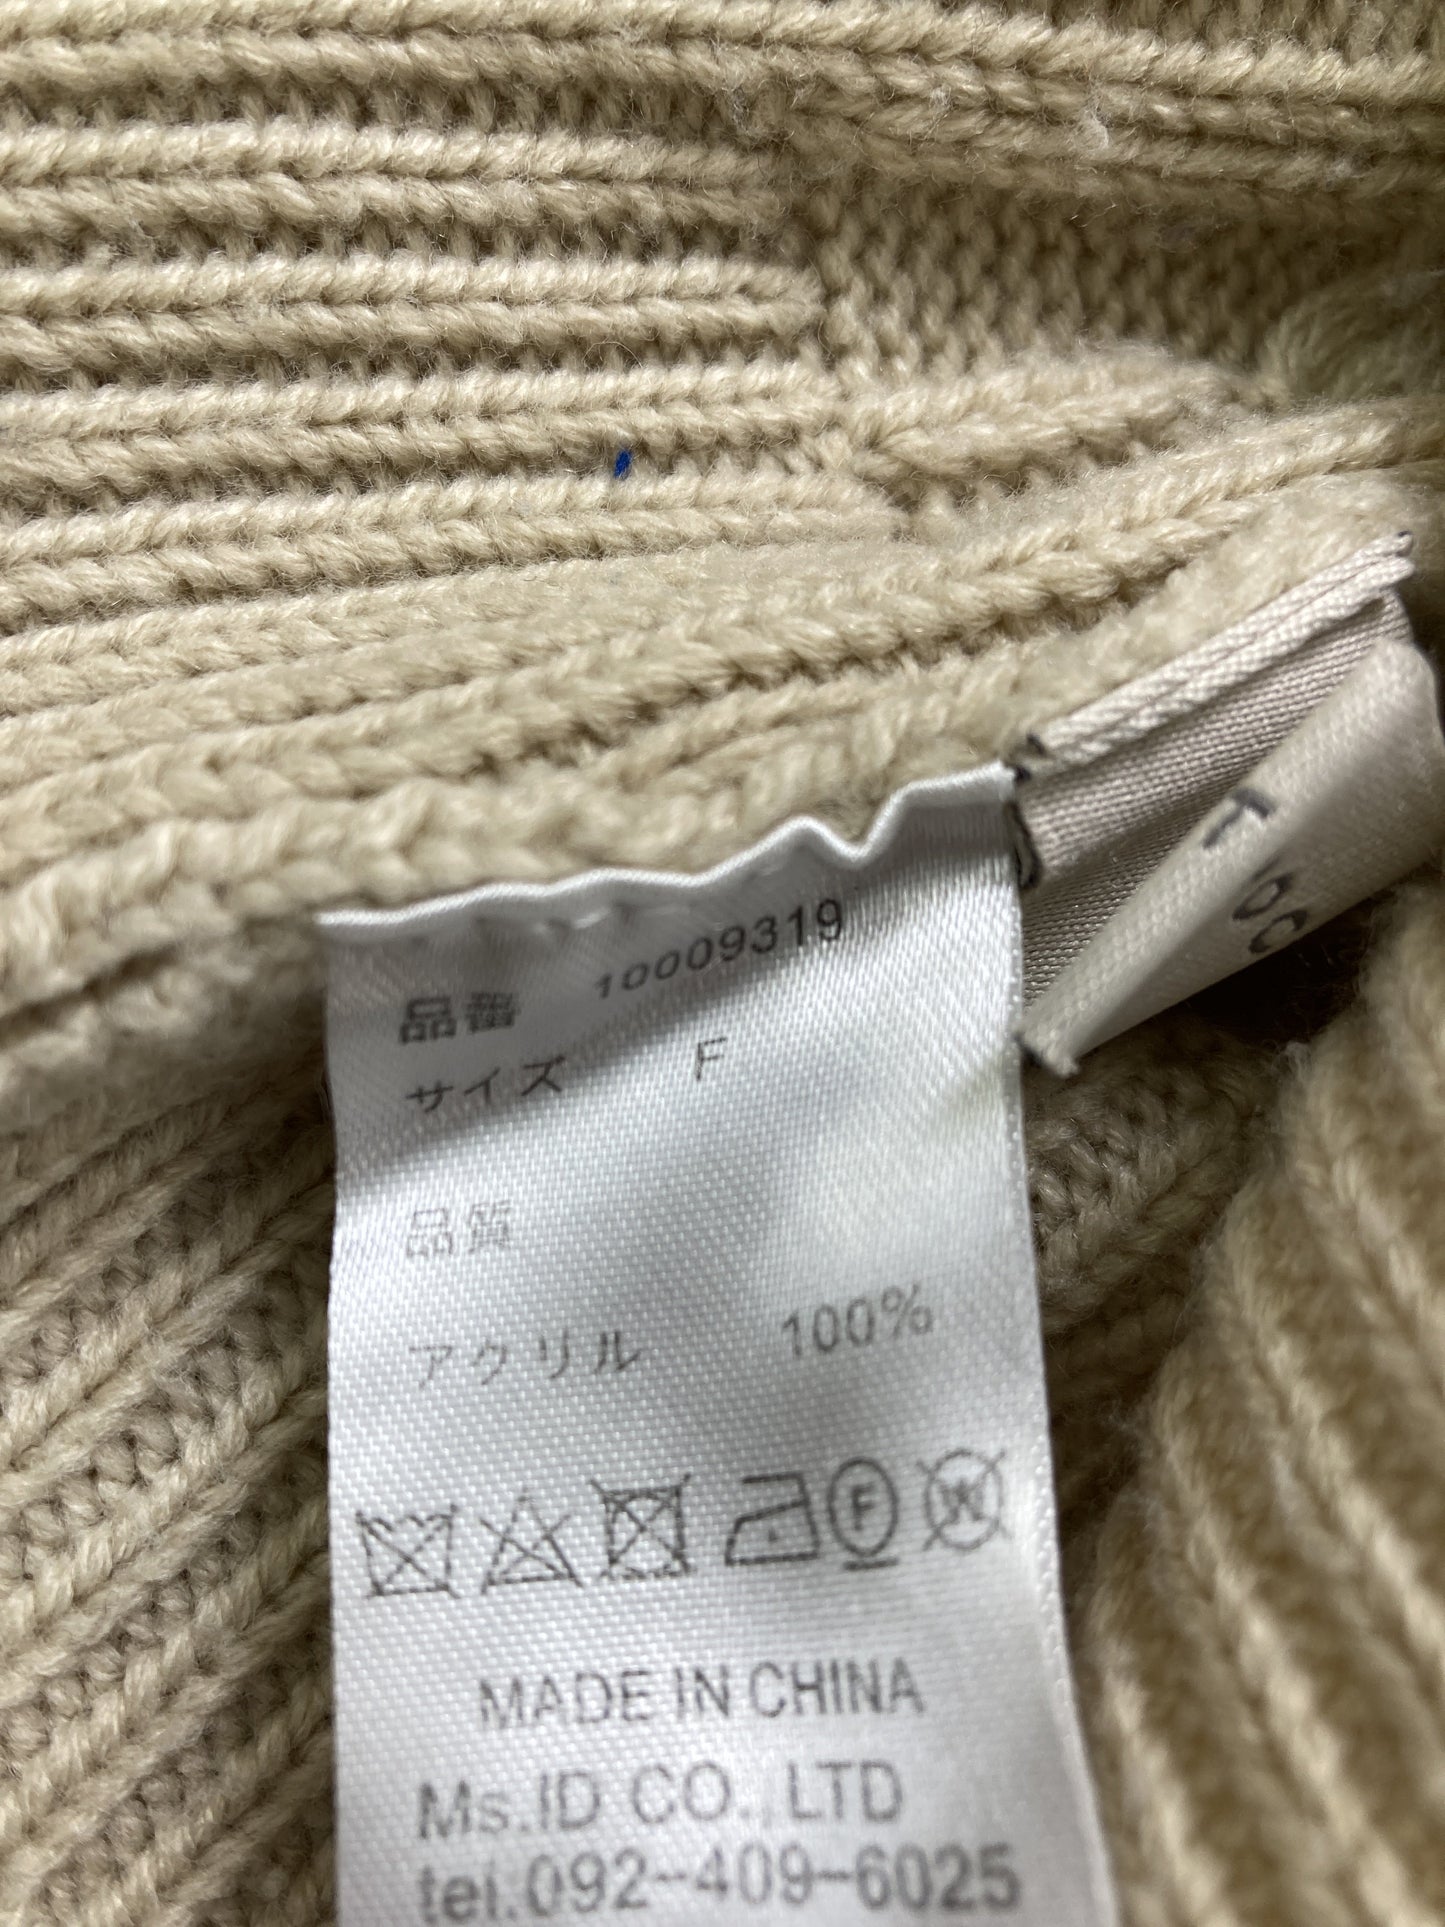 品番 10009319
サイズ F
品質
アクリル 100%
F
W
MADE IN CHINA
Ms.ID CO.,LTD
tel.092-409-6025